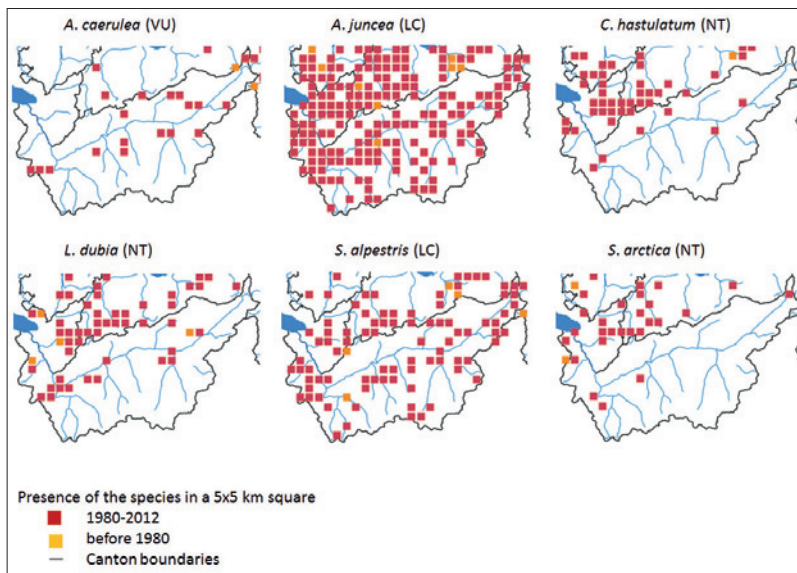 A. caerulea (VU)
A. juncea (LC)
C. hastulatum (NT)
L. dubia (NT)
S. alpestris (LC)
S. arctica (NT)
Presence of the species in a 5x5 km square
1980-2012
before 1980
Canton boundaries